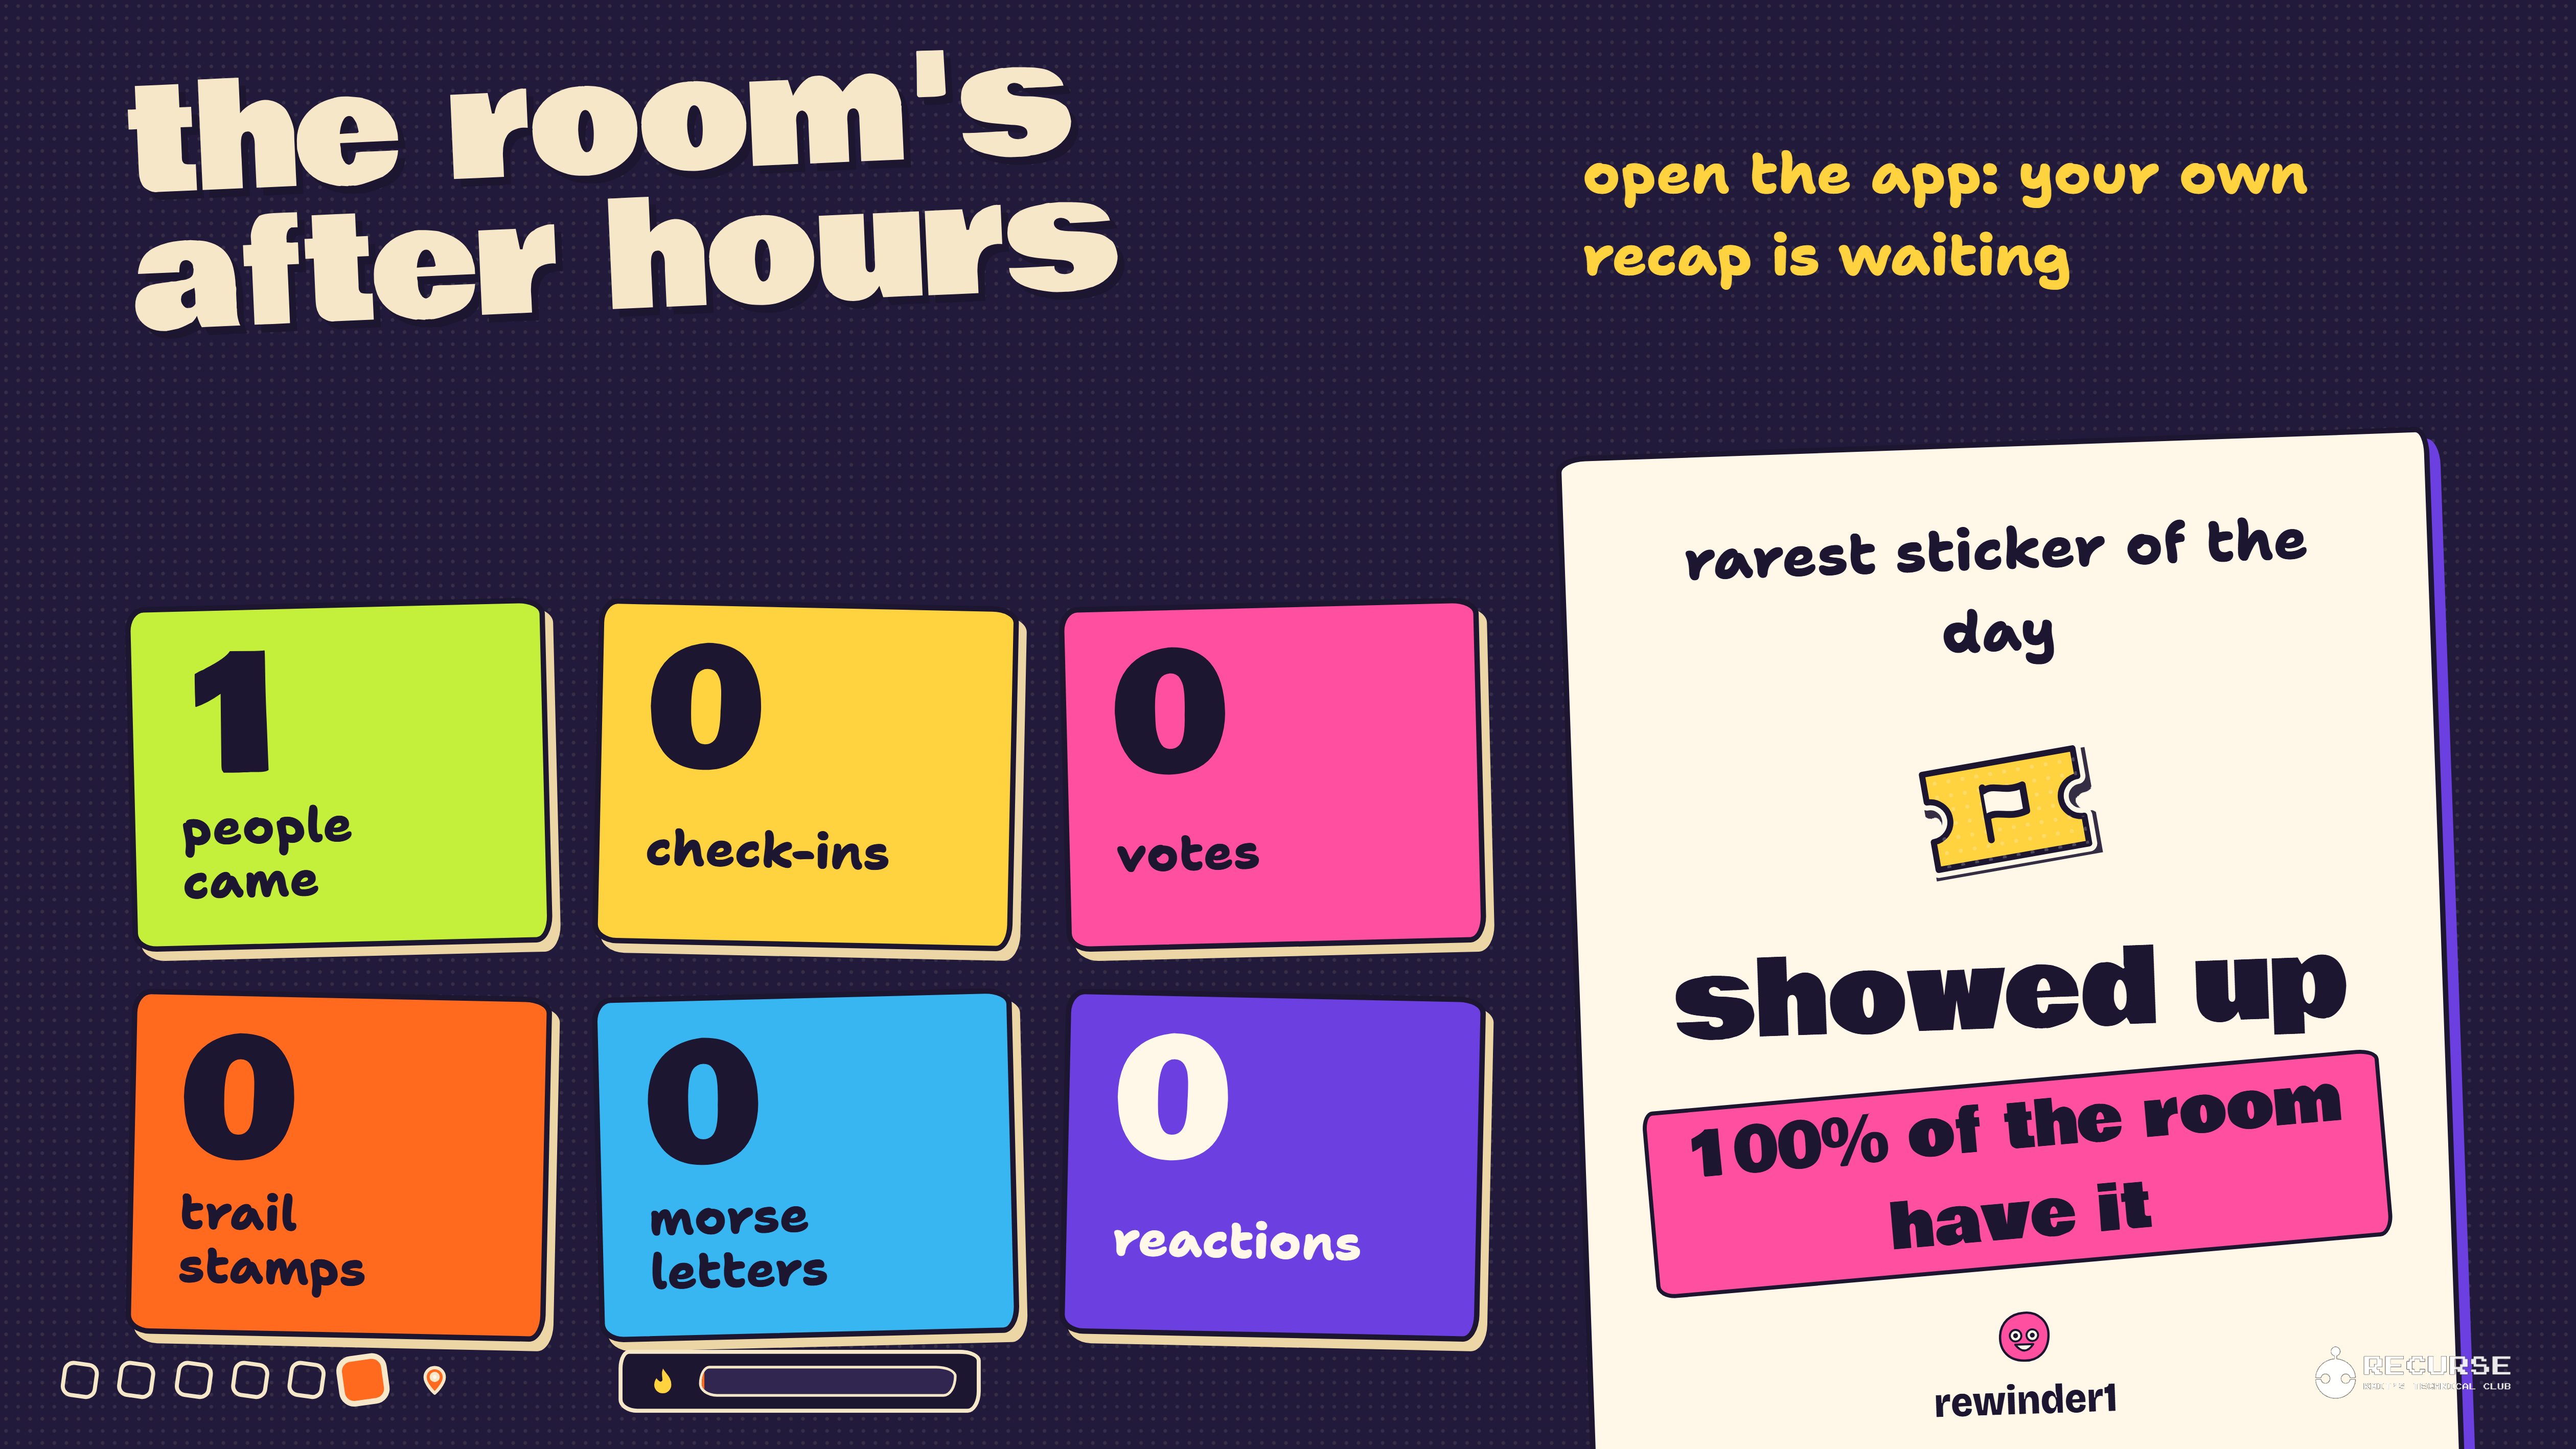 the room's
after hours
open the app: your own
recap is waiting
1
people
came
0
check-ins
0
votes
0
trail
stamps
0
morse
letters
0
reactions
rarest sticker of the
day
showed up
100% of the room
have it
rewinder1
RECURSE
TECHNICAL CLUB